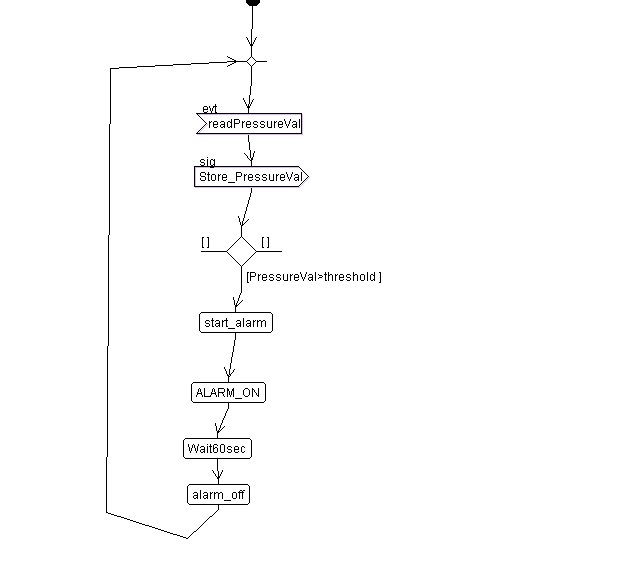 evt
readPressureVal
sig
Store_PressureVal
[ ]
[ ]
[PressureVal>threshold ]
start_alarm
ALARM_ON
Wait60sec
alarm_off